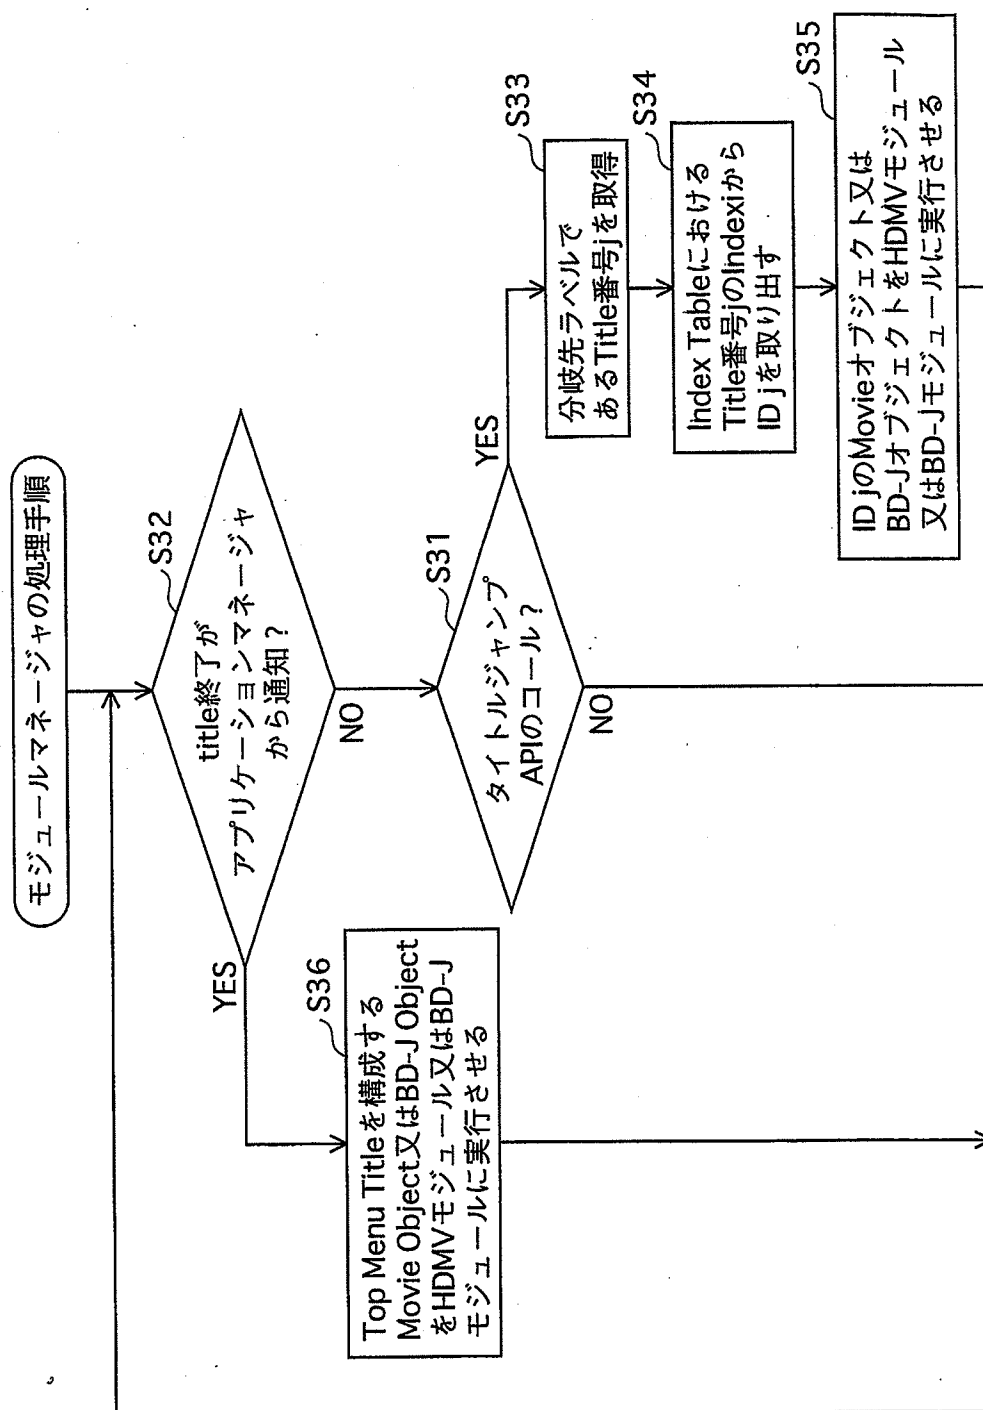 モジュールマネージャの処理手順
S32
title終了が
アプリケーションマネージャ
から通知？
YES
NO
S36
Top Menu Titleを構成する
Movie Object又はBD-J Object
をHDMVモジュール又はBD-J
モジュールに実行させる
S31
タイトルジャンプ
APIのコール？
YES
NO
S33
分岐先ラベルで
あるTitle番号jを取得
S34
Index Tableにおける
Title番号jのIndexiから
ID jを取り出す
S35
ID jのMovieオブジェクト又は
BD-JオブジェクトをHDMVモジュール
又はBD-Jモジュールに実行させる